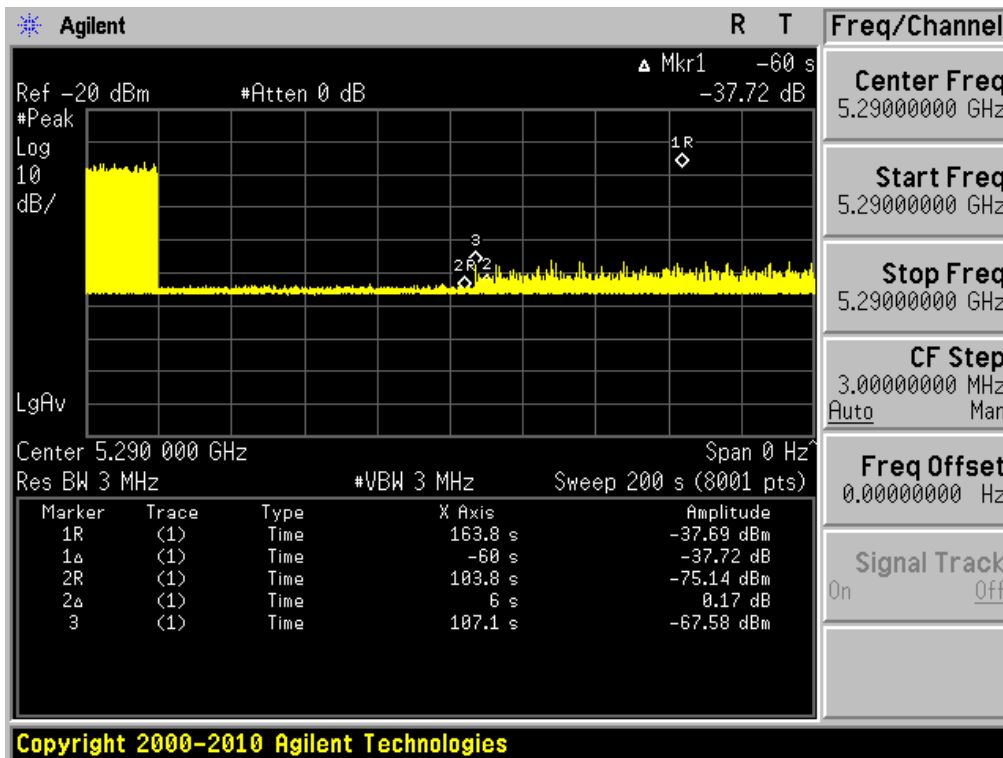 Agilent R T
Δ Mkr1 -60 s
Ref -20 dBm #Atten 0 dB -37.72 dB
#Peak
Log
10
dB/
1R
3
2R 2
LgAv
Center 5.290 000 GHz Span 0 Hz^
Res BW 3 MHz #VBW 3 MHz Sweep 200 s (8001 pts)
Marker Trace Type X Axis Amplitude
1R (1) Time 163.8 s -37.69 dBm
1Δ (1) Time -60 s -37.72 dB
2R (1) Time 103.8 s -75.14 dBm
2Δ (1) Time 6 s 0.17 dB
3 (1) Time 107.1 s -67.58 dBm
Copyright 2000-2010 Agilent Technologies
Freq/Channel
Center Freq
5.29000000 GHz
Start Freq
5.29000000 GHz
Stop Freq
5.29000000 GHz
CF Step
3.00000000 MHz
Auto Man
Freq Offset
0.00000000 Hz
Signal Track
On Off